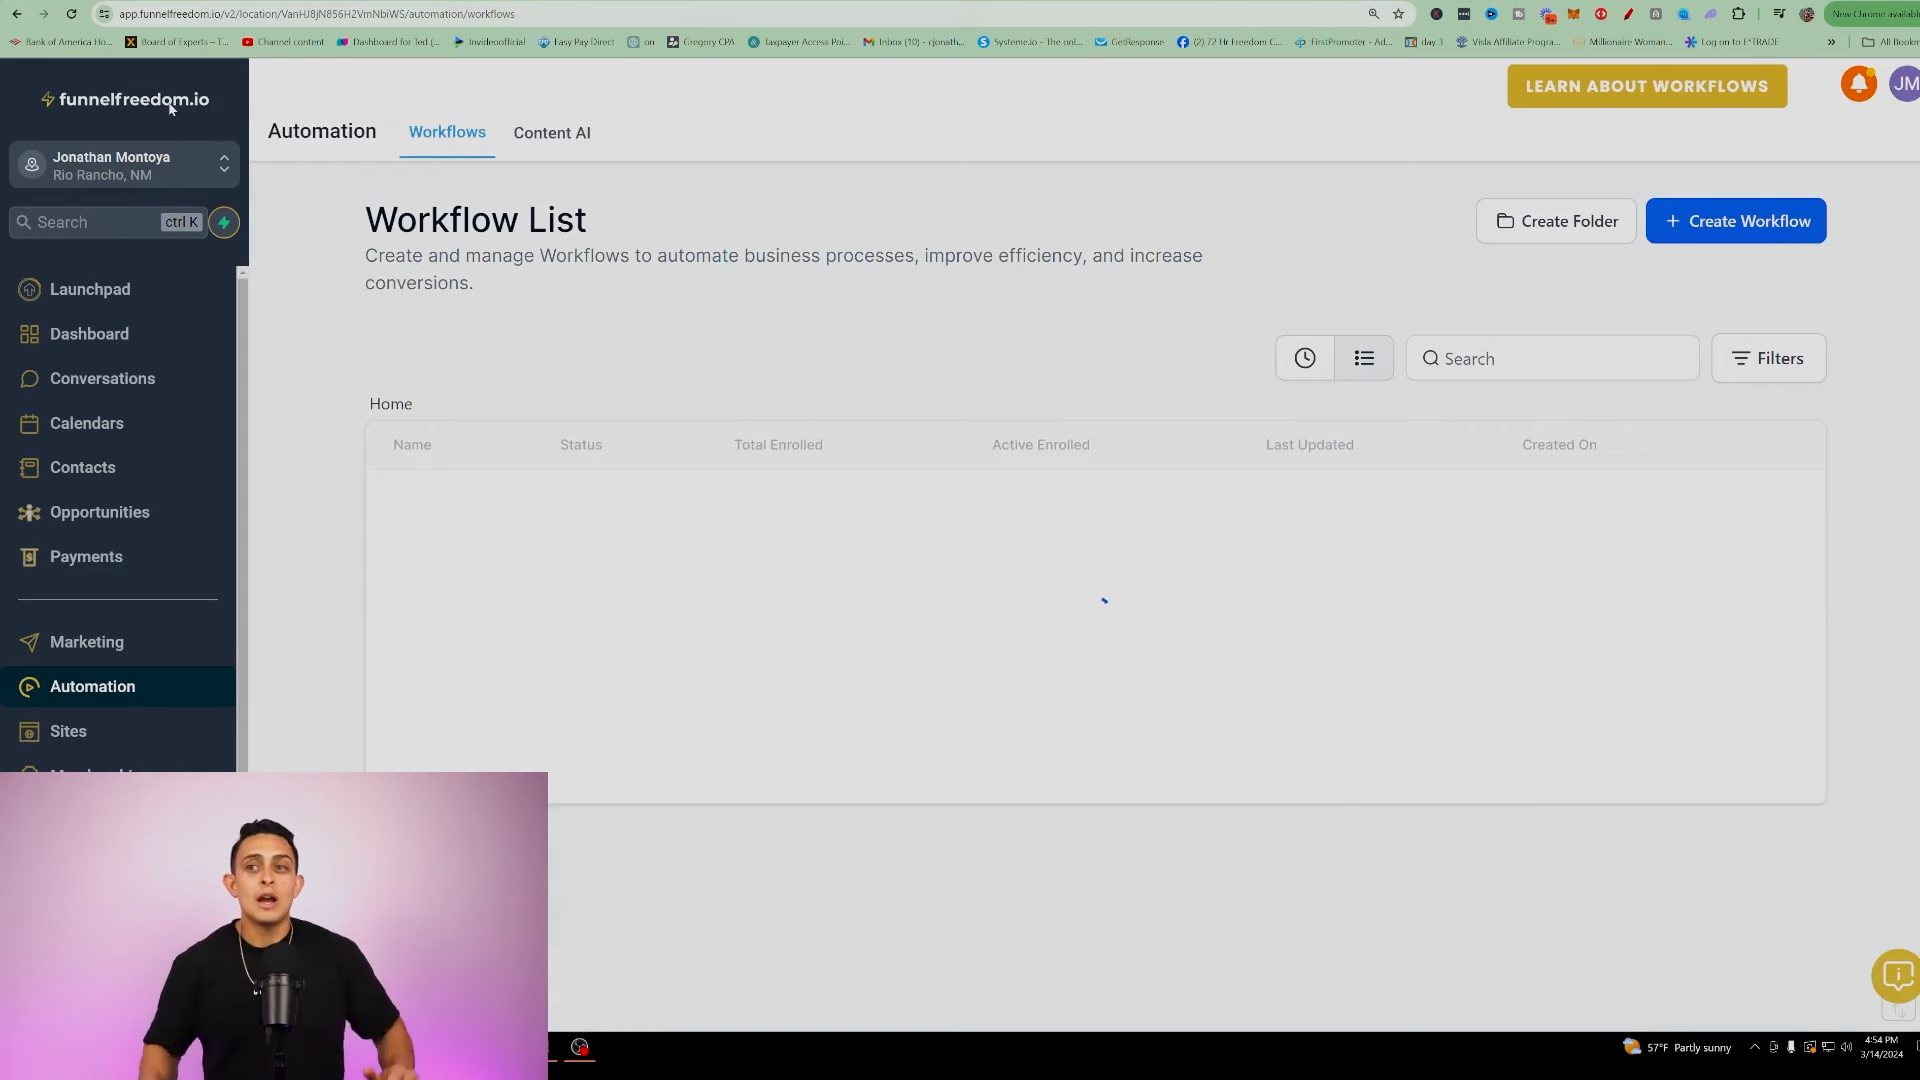 app.funnelfreedom.io/v2/location/VanHJ8jN856H2VmNbiWS/automation/workflows
New Chrome available
Bank of America Ho...
Board of Experts – T...
Channel content
Dashboard for Ted (...
Invideoofficial
Easy Pay Direct
on
Gregory CPA
Taxpayer Access Poi...
Inbox (10) - cjonath...
Systeme.io - The onl...
GetResponse
(2) 72 Hr Freedom C...
FirstPromoter - Ad...
day 3
Visla Affiliate Progra...
Millionaire Woman...
Log on to E*TRADE
»
All Bookm
funnelfreedom.io
LEARN ABOUT WORKFLOWS
JM
Automation
Workflows
Content AI
Jonathan Montoya
Rio Rancho, NM
Search
ctrl K
Workflow List
Create Folder
+ Create Workflow
Create and manage Workflows to automate business processes, improve efficiency, and increase
conversions.
Launchpad
Dashboard
Conversations
Calendars
Contacts
Opportunities
Payments
Marketing
Automation
Sites
Search
Filters
Home
Name
Status
Total Enrolled
Active Enrolled
Last Updated
Created On
57°F Partly sunny
4:54 PM
3/14/2024